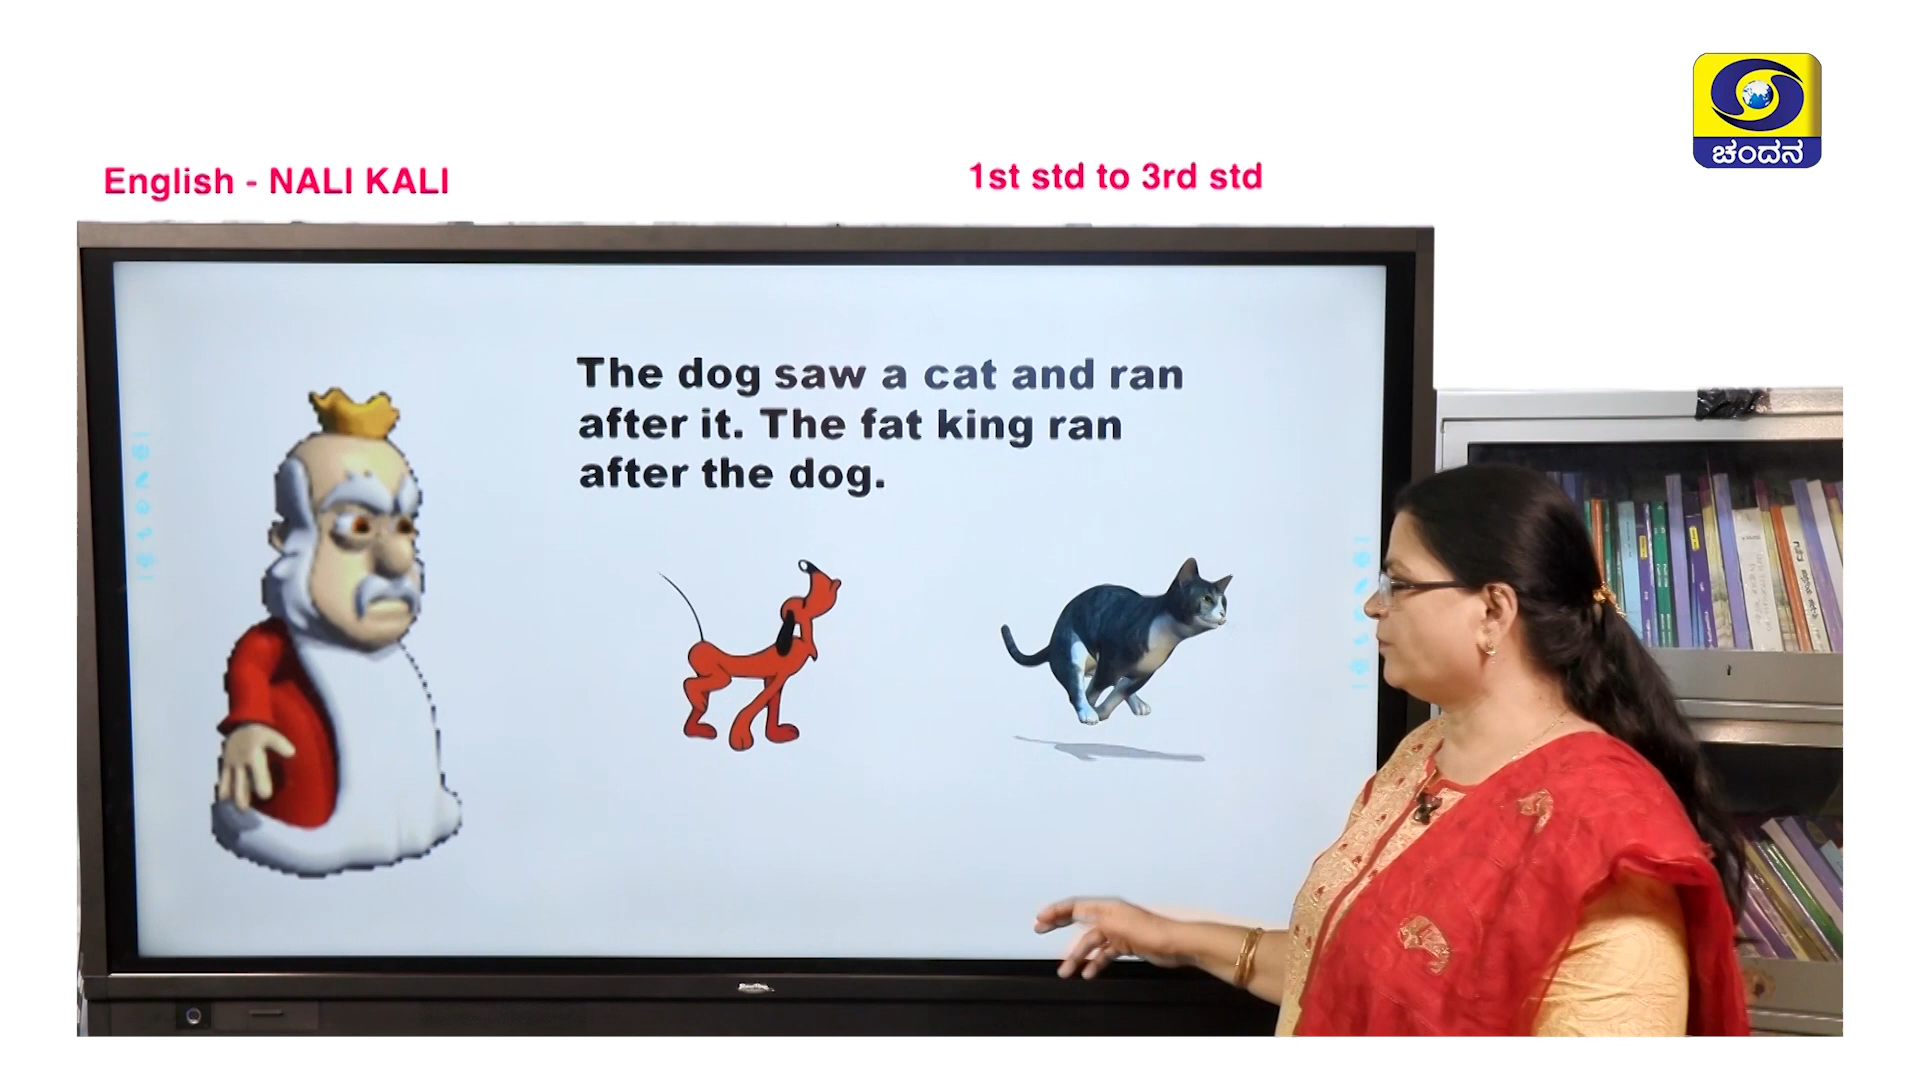 ಚಂದನ
English - NALI KALI
1st std to 3rd std
The dog saw a cat and ran
after it. The fat king ran
after the dog.